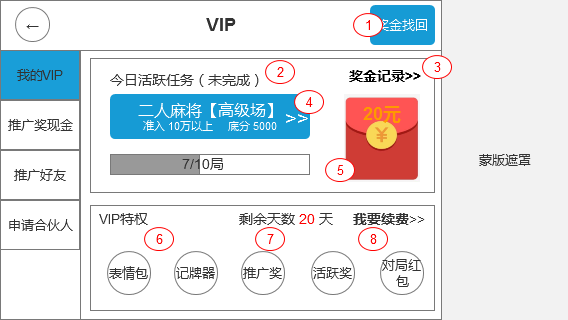 ←
VIP
1
奖金找回
我的VIP
推广奖现金
推广好友
申请合伙人
今日活跃任务（未完成）
2
奖金记录>>
3
二人麻将【高级场】
准入 10万以上 底分 5000
>>
4
7/10局
20元
¥
5
VIP特权
剩余天数 20 天
我要续费>>
6
7
8
表情包
记牌器
推广奖
活跃奖
对局红
包
蒙版遮罩